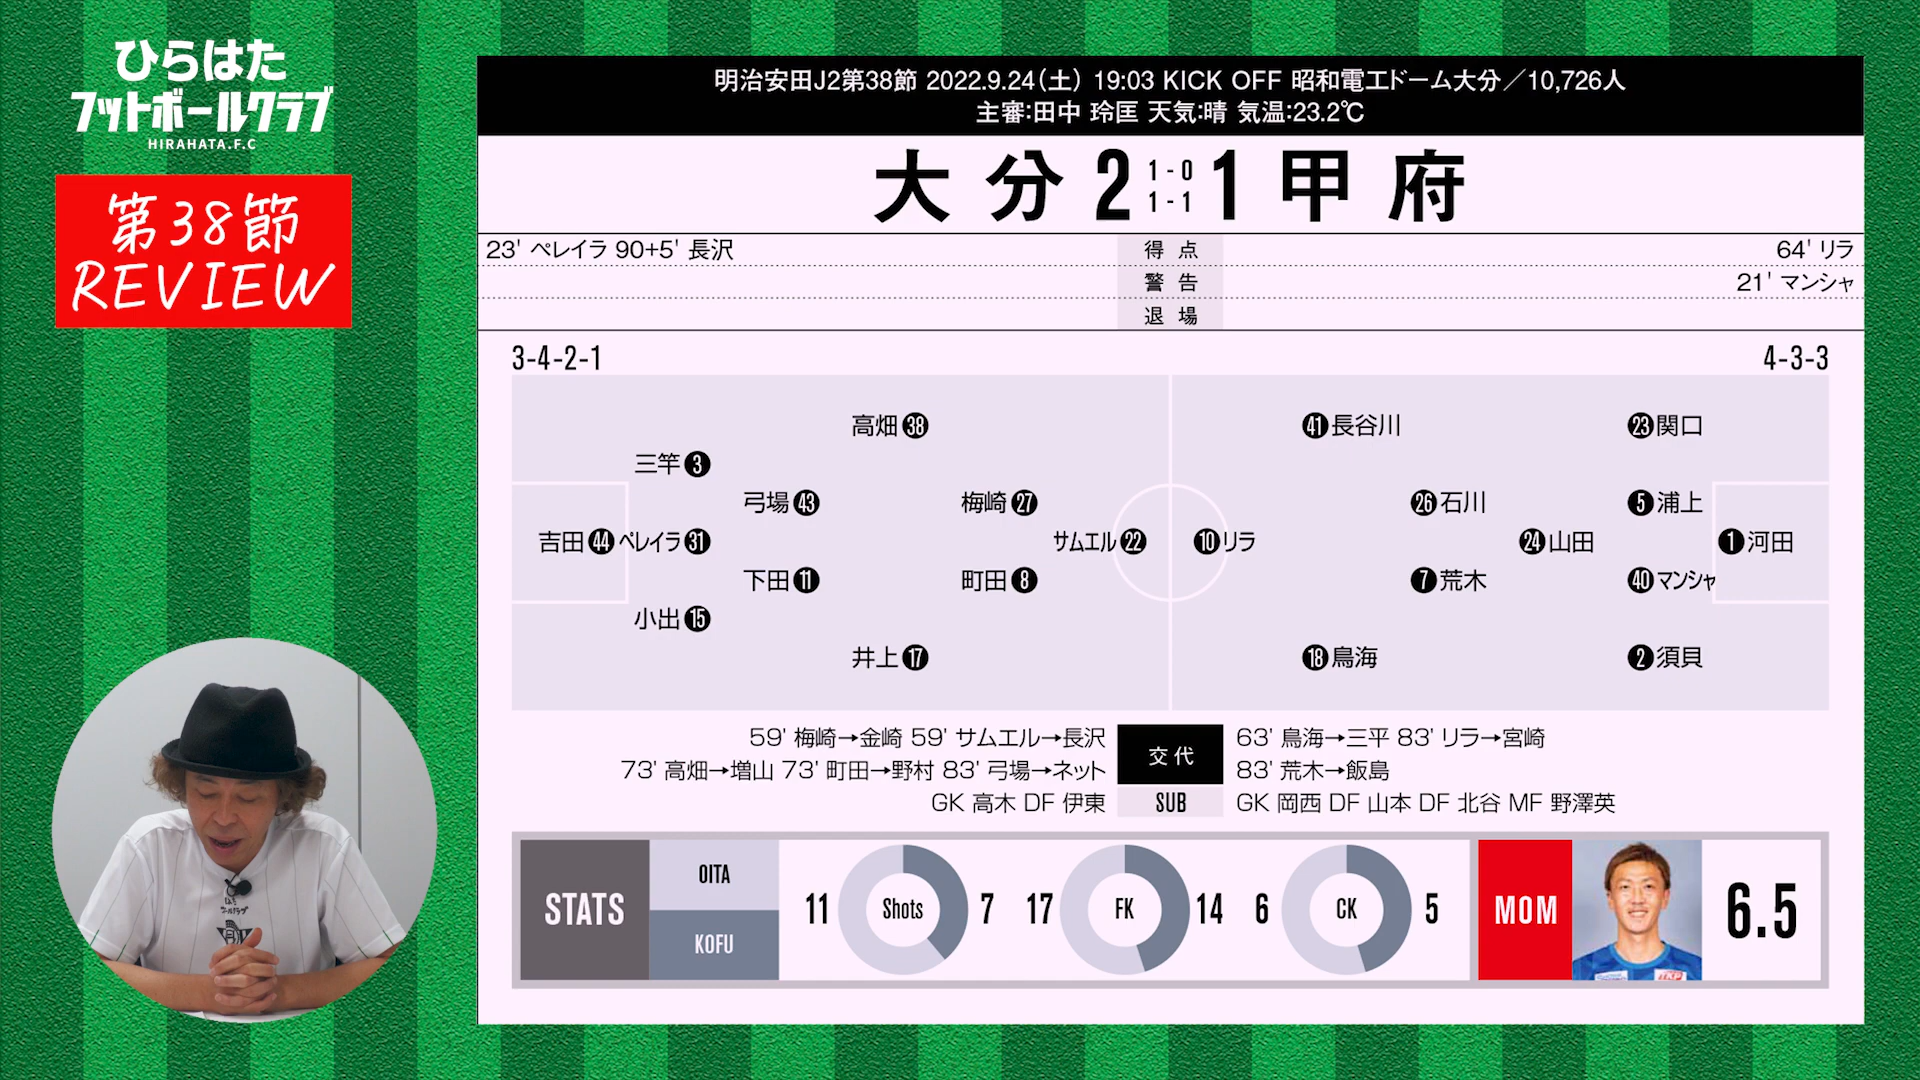 ひらはた
フットボールクラブ
HIRAHATA.F.C
第38節
REVIEW
明治安田J2第38節 2022.9.24(土) 19:03 KICK OFF 昭和電工ドーム大分／10,726人
主審:田中 玲匡 天気:晴 気温:23.2℃
大分 2 1-0 1 甲府
1-1
23' ペレイラ 90+5' 長沢 得点 64' リラ
警告 21' マンシャ
退場
3-4-2-1 4-3-3
高畑 38 41 長谷川 23 関口
三竿 3
弓場 43 梅崎 27 26 石川 5 浦上
吉田 44 ペレイラ 31 サムエル 22 10 リラ 24 山田 1 河田
下田 11 町田 8 7 荒木 40 マンシャ
小出 15
井上 17 18 鳥海 2 須貝
59' 梅崎→金崎 59' サムエル→長沢 交代 63' 鳥海→三平 83' リラ→宮崎
73' 高畑→増山 73' 町田→野村 83' 弓場→ネット 83' 荒木→飯島
GK 高木 DF 伊東 SUB GK 岡西 DF 山本 DF 北谷 MF 野澤英
STATS OITA 11 Shots 7 17 FK 14 6 CK 5 MOM 6.5
KOFU